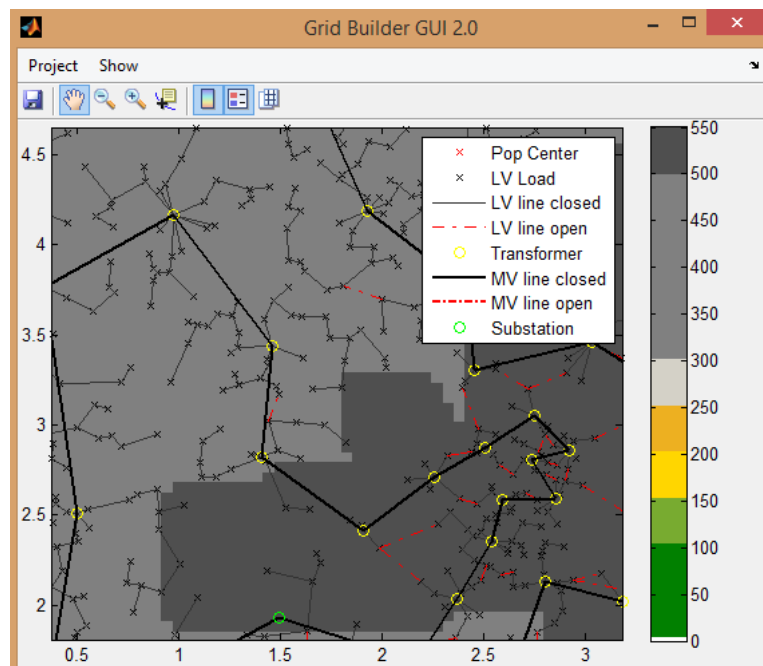 Grid Builder GUI 2.0
Project Show
Pop Center
LV Load
LV line closed
LV line open
Transformer
MV line closed
MV line open
Substation
4.5
4
3.5
3
2.5
2
0.5 1 1.5 2 2.5 3
550
500
450
400
350
300
250
200
150
100
50
0